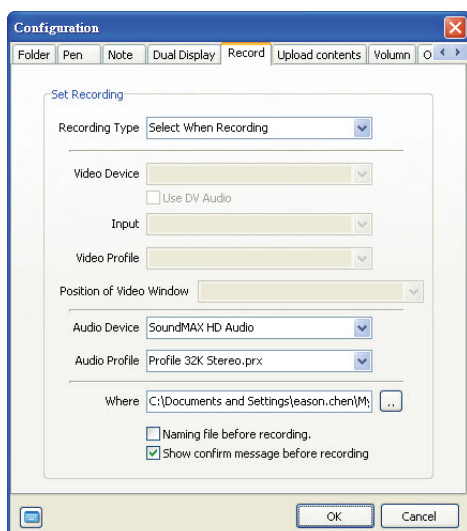 Configuration
Folder Pen Note Dual Display Record Upload contents Volumn O
Set Recording
Recording Type Select When Recording
Video Device
Use DV Audio
Input
Video Profile
Position of Video Window
Audio Device SoundMAX HD Audio
Audio Profile Profile 32K Stereo.prx
Where C:\Documents and Settings\eason.chen\My ..
Naming file before recording.
Show confirm message before recording
OK Cancel